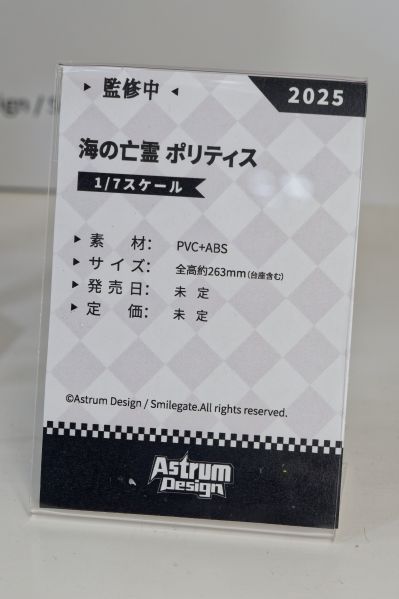 ▶ 監修中 ◀
2025
海の亡霊 ポリティス
1/7スケール
▶ 素 材： PVC+ABS
▶ サイズ： 全高約263mm（台座含む）
▶ 発売日： 未 定
▶ 定 価： 未 定
©Astrum Design / Smilegate.All rights reserved.
Astrum
Design